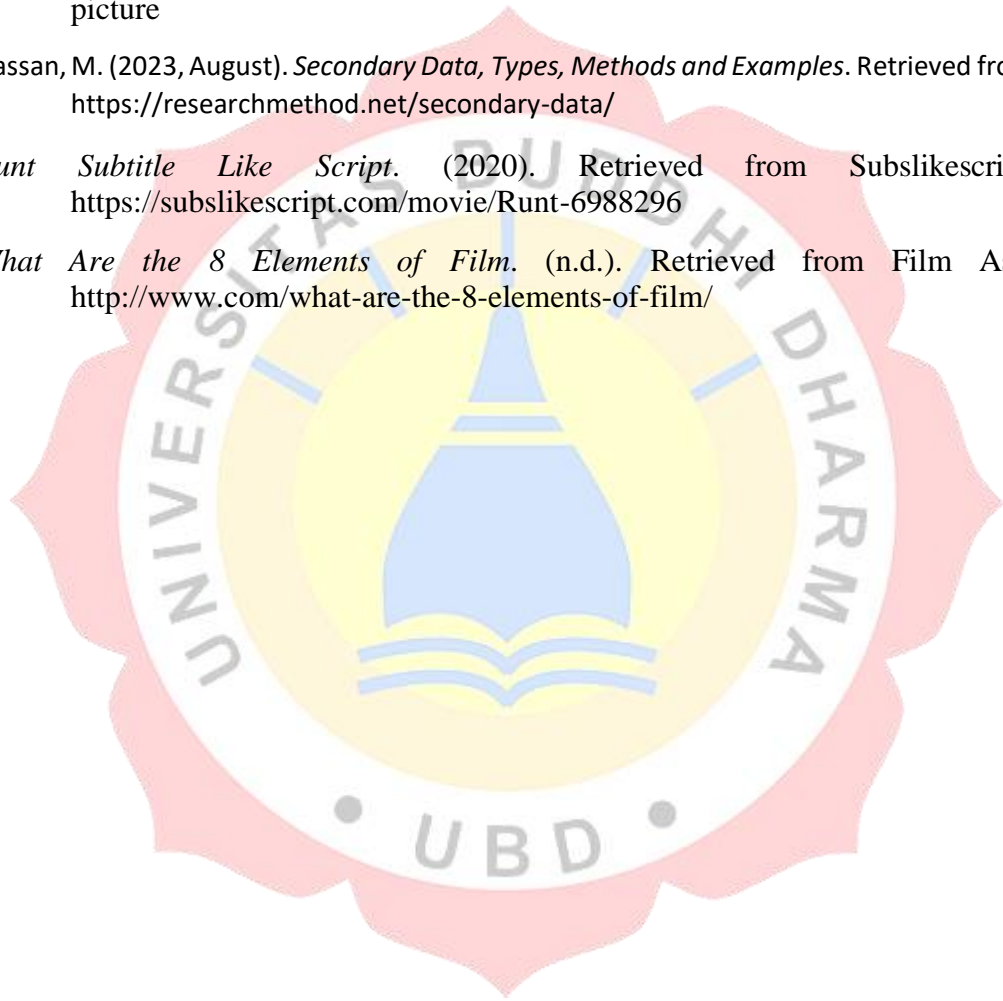 picture
assan, M. (2023, August). Secondary Data, Types, Methods and Examples. Retrieved fro
https://researchmethod.net/secondary-data/
unt Subtitle Like Script. (2020). Retrieved from Subslikescri
https://subslikescript.com/movie/Runt-6988296
hat Are the 8 Elements of Film. (n.d.). Retrieved from Film A
http://www.com/what-are-the-8-elements-of-film/
UNIVERSITAS BUDDHI DHARMA
• UBD •